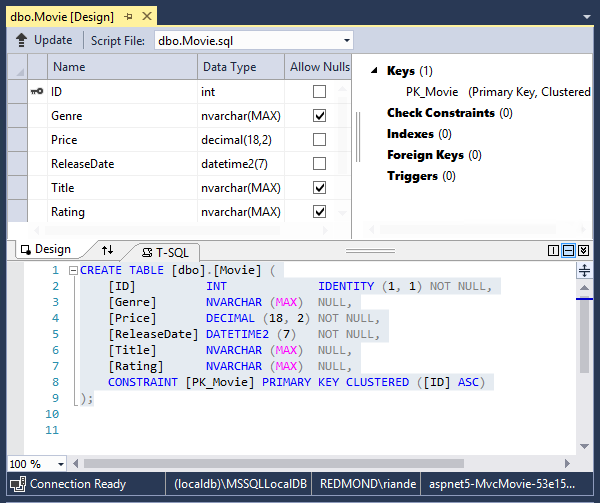 dbo.Movie [Design]
Update Script File: dbo.Movie.sql
Name Data Type Allow Nulls
ID int
Genre nvarchar(MAX)
Price decimal(18,2)
ReleaseDate datetime2(7)
Title nvarchar(MAX)
Rating nvarchar(MAX)
Keys (1)
PK_Movie (Primary Key, Clustered
Check Constraints (0)
Indexes (0)
Foreign Keys (0)
Triggers (0)
Design T-SQL
1 CREATE TABLE [dbo].[Movie] (
2 [ID] INT IDENTITY (1, 1) NOT NULL,
3 [Genre] NVARCHAR (MAX) NULL,
4 [Price] DECIMAL (18, 2) NOT NULL,
5 [ReleaseDate] DATETIME2 (7) NOT NULL,
6 [Title] NVARCHAR (MAX) NULL,
7 [Rating] NVARCHAR (MAX) NULL,
8 CONSTRAINT [PK_Movie] PRIMARY KEY CLUSTERED ([ID] ASC)
9 );
10
11
100 %
Connection Ready (localdb)\MSSQLLocalDB REDMOND\riande aspnet5-MvcMovie-53e15...